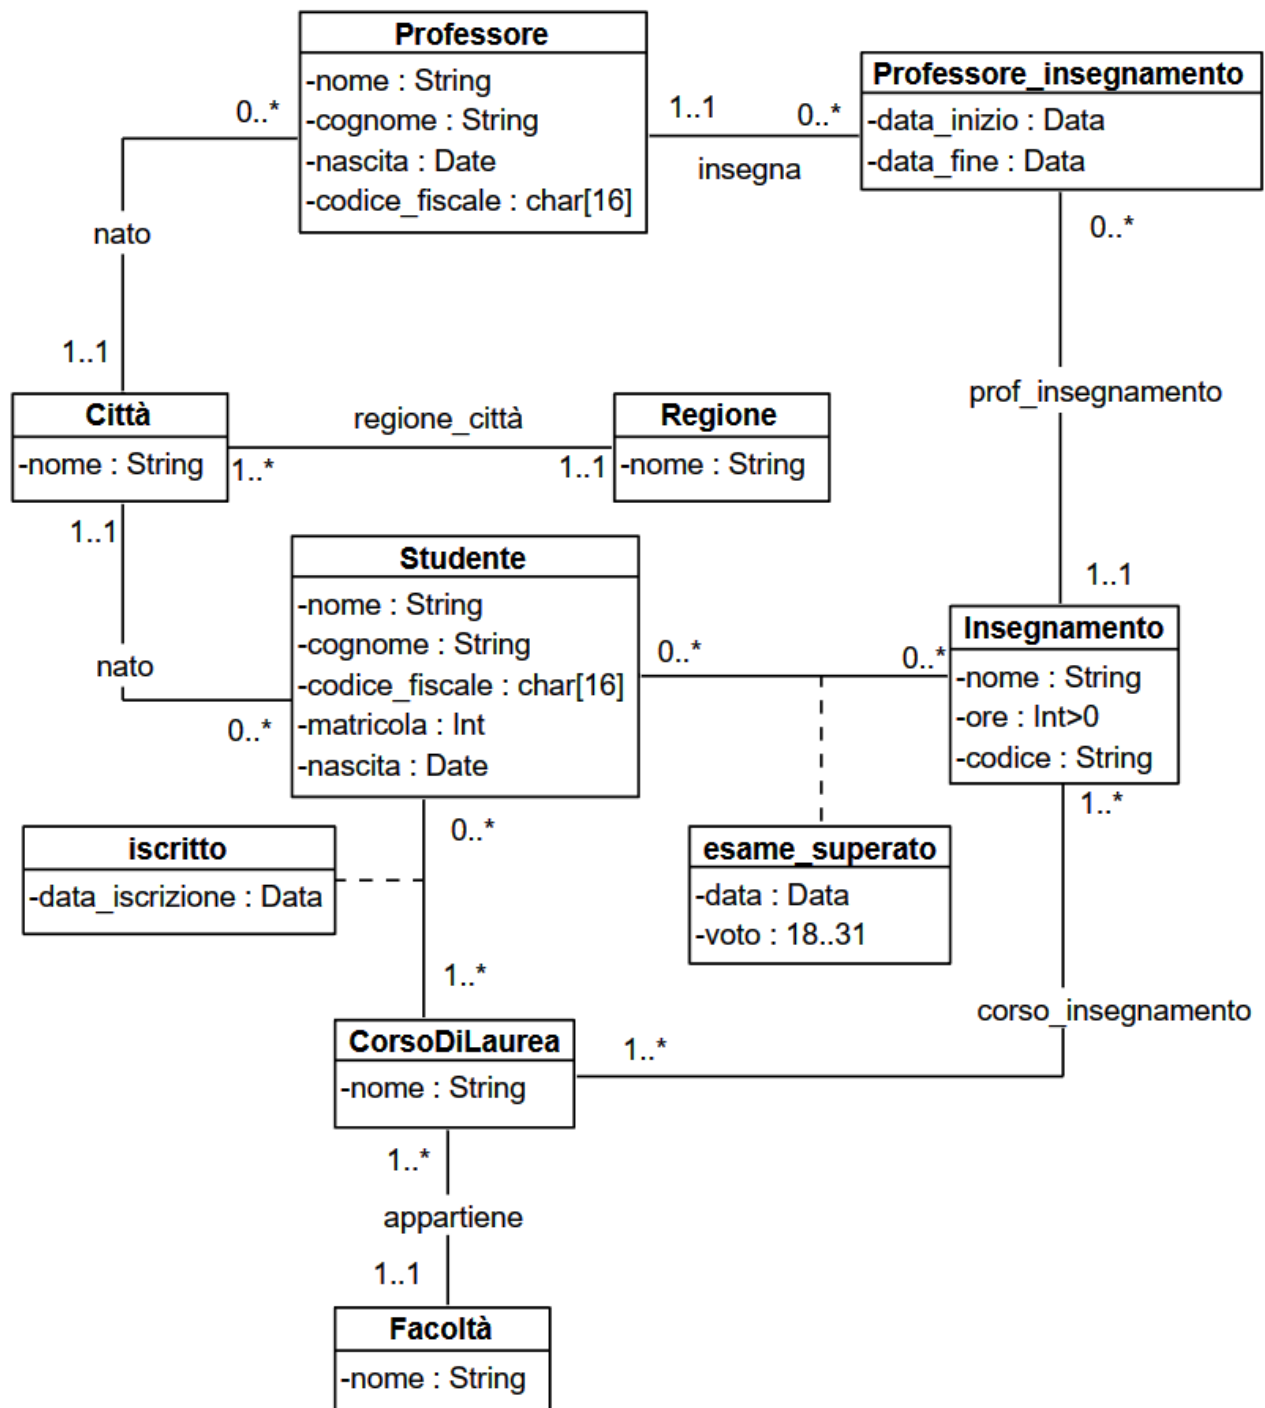 Professore
-nome : String
-cognome : String
-nascita : Date
-codice_fiscale : char[16]
Professore_insegnamento
-data_inizio : Data
-data_fine : Data
0..*
1..1
0..*
insegna
0..*
nato
1..1
prof_insegnamento
Città
-nome : String
regione_città
1..*
1..1
Regione
-nome : String
1..1
Studente
-nome : String
-cognome : String
-codice_fiscale : char[16]
-matricola : Int
-nascita : Date
nato
0..*
0..*
0..*
1..1
Insegnamento
-nome : String
-ore : Int>0
-codice : String
1..*
0..*
iscritto
-data_iscrizione : Data
esame_superato
-data : Data
-voto : 18..31
1..*
corso_insegnamento
CorsoDiLaurea
-nome : String
1..*
1..*
appartiene
1..1
Facoltà
-nome : String